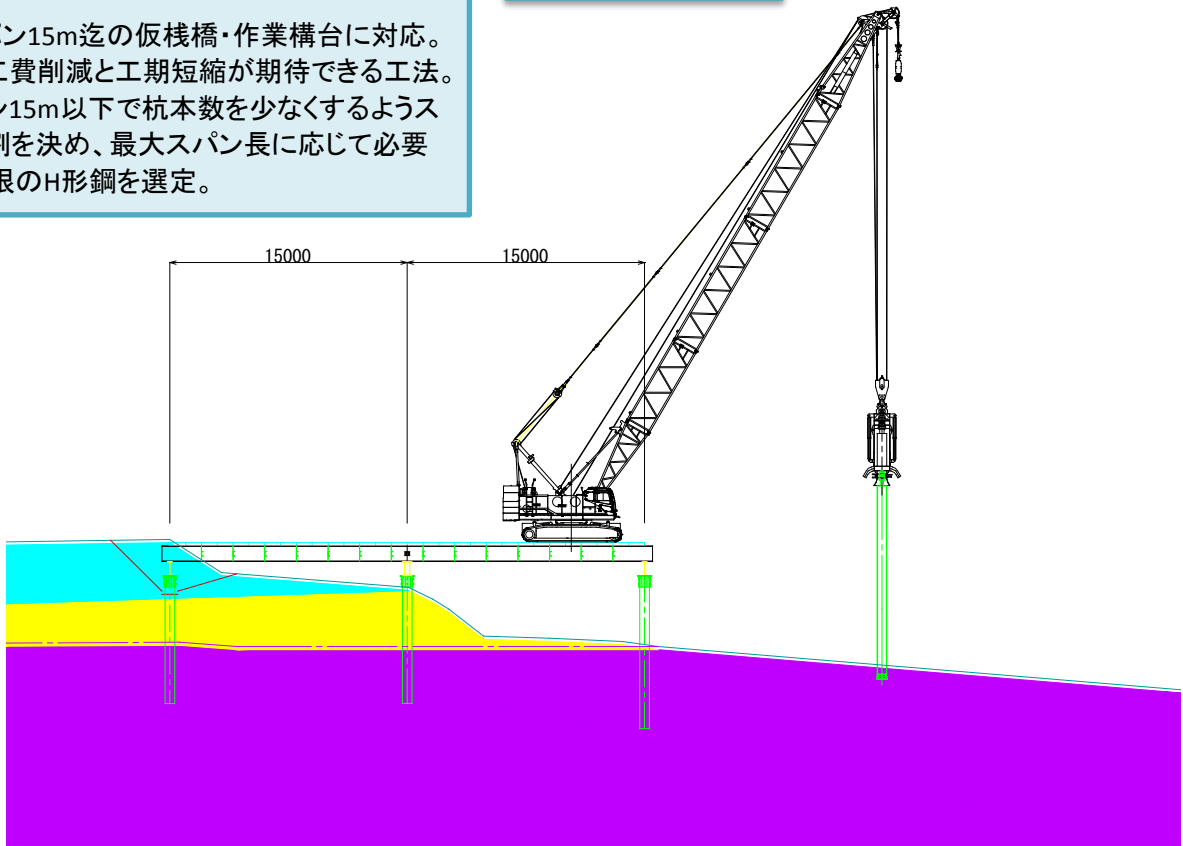 パン15m迄の仮桟橋・作業構台に対応。
工費削減と工期短縮が期待できる工法。
ン15m以下で杭本数を少なくするようス
割を決め、最大スパン長に応じて必要
限のH形鋼を選定。
15000
15000